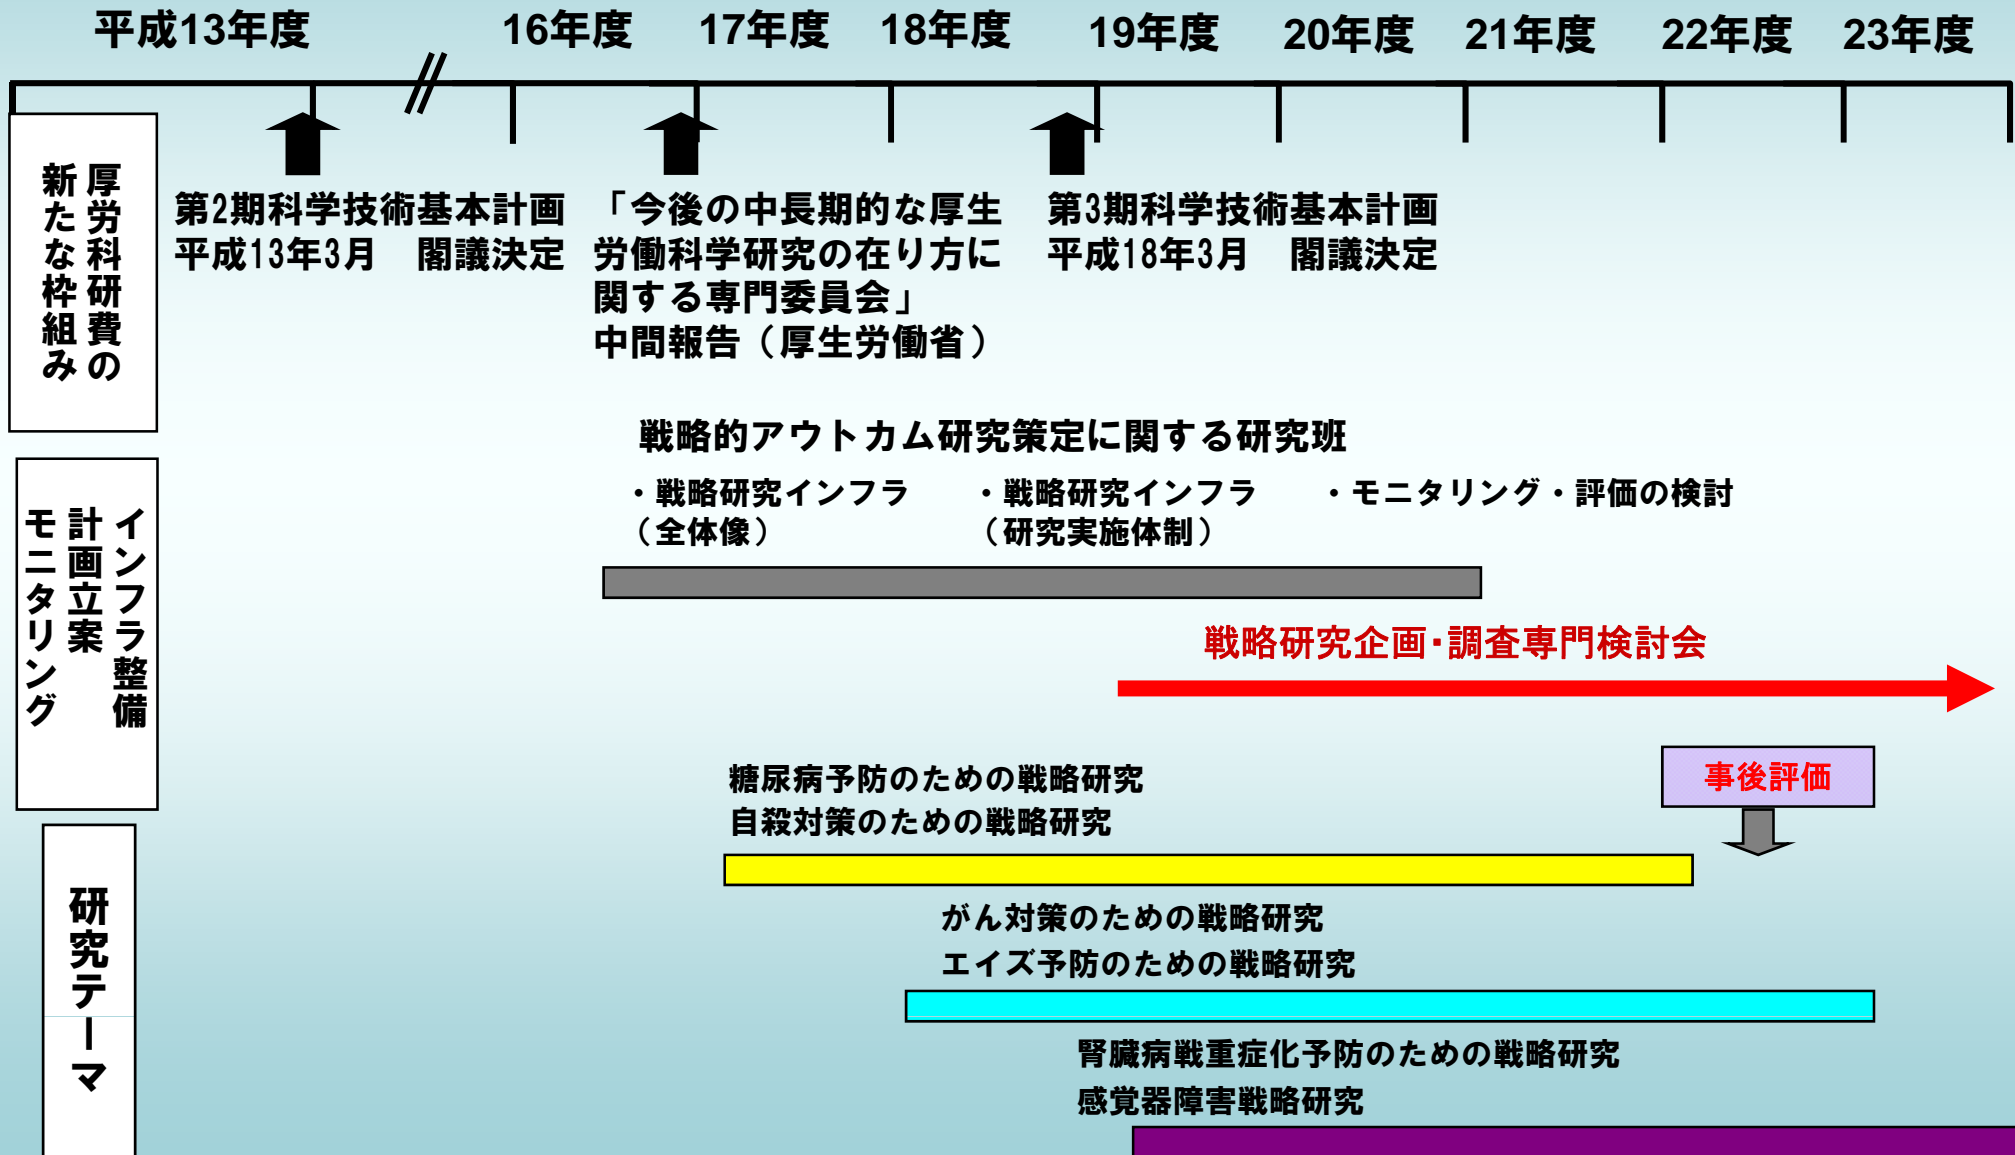 平成13年度 16年度 17年度 18年度 19年度 20年度 21年度 22年度 23年度
厚労科研費の
新たな枠組み
第2期科学技術基本計画
平成13年3月　閣議決定
「今後の中長期的な厚生
労働科学研究の在り方に
関する専門委員会」
中間報告（厚生労働省）
第3期科学技術基本計画
平成18年3月　閣議決定
インフラ整備
計画立案
モニタリング
戦略的アウトカム研究策定に関する研究班
・戦略研究インフラ
（全体像）
・戦略研究インフラ
（研究実施体制）
・モニタリング・評価の検討
戦略研究企画・調査専門検討会
研究テーマ
糖尿病予防のための戦略研究
自殺対策のための戦略研究
事後評価
がん対策のための戦略研究
エイズ予防のための戦略研究
腎臓病戦重症化予防のための戦略研究
感覚器障害戦略研究